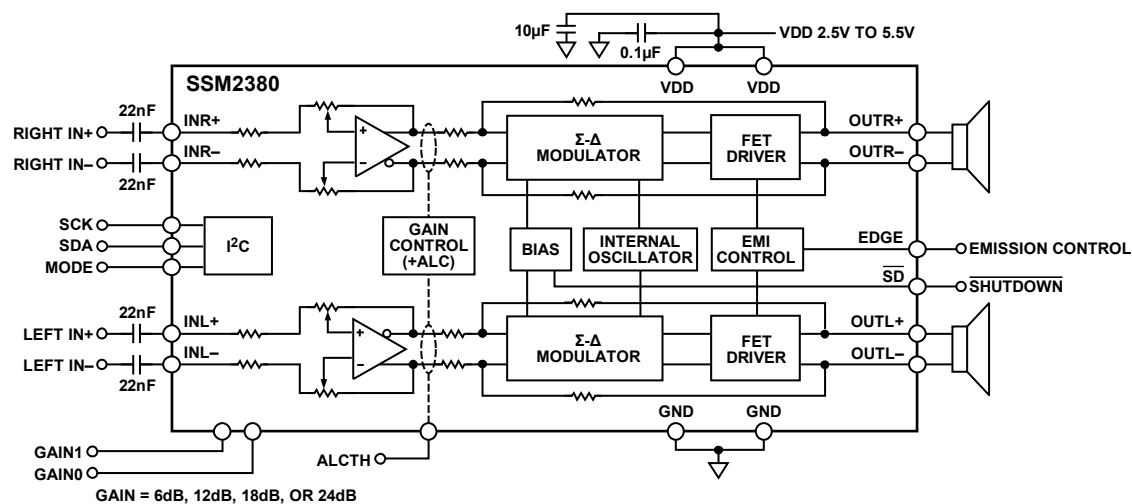 10µF
0.1µF
VDD 2.5V TO 5.5V
SSM2380
VDD
VDD
22nF
RIGHT IN+
INR+
RIGHT IN–
INR–
22nF
Σ-Δ
MODULATOR
FET
DRIVER
OUTR+
OUTR–
SCK
SDA
MODE
I²C
GAIN
CONTROL
(+ALC)
BIAS
INTERNAL
OSCILLATOR
EMI
CONTROL
EDGE
EMISSION CONTROL
SD
SHUTDOWN
22nF
LEFT IN+
INL+
LEFT IN–
INL–
22nF
Σ-Δ
MODULATOR
FET
DRIVER
OUTL+
OUTL–
GND
GND
GAIN1
GAIN0
ALCTH
GAIN = 6dB, 12dB, 18dB, OR 24dB